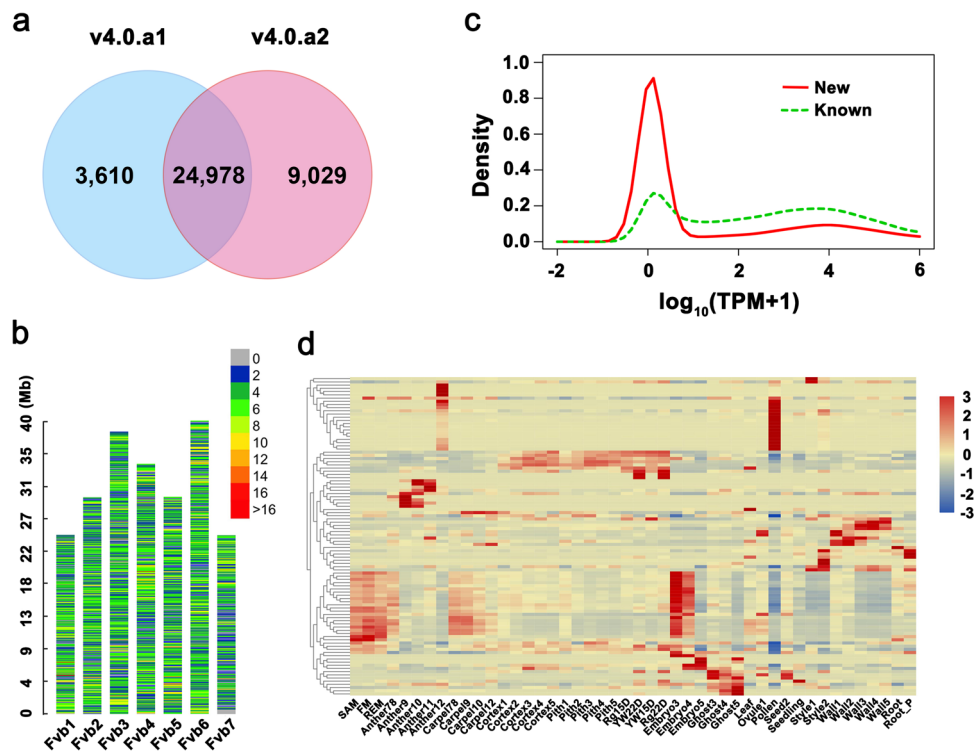 a
v4.0.a1 v4.0.a2
3,610 24,978 9,029
c
Density
1.0
0.8
0.6
0.4
0.2
0.0
-2 0 2 4 6
log10(TPM+1)
New
Known
b
(Mb)
40
36
31
27
22
18
13
9
4
0
Fvb1 Fvb2 Fvb3 Fvb4 Fvb5 Fvb6 Fvb7
0
2
4
6
8
10
12
14
16
>16
d
3
2
1
0
-1
-2
-3
SAM
FM
REM
Anther78
Anther9
Anther10
Anther11
Anther12
Carpel78
Carpel9
Carpel10
Carpel12
Cortex1
Cortex2
Cortex3
Cortex4
Cortex5
Pith1
Pith2
Pith3
Pith4
Pith5
Rg15D
YW22D
YW15D
Rg22D
Embryo3
Embryo4
Embryo5
Ghost3
Ghost4
Ghost5
Leaf
Ovule1
Pollen
Seedling
Style1
Style2
Wall1
Wall2
Wall3
Wall4
Wall5
Root
Root_P